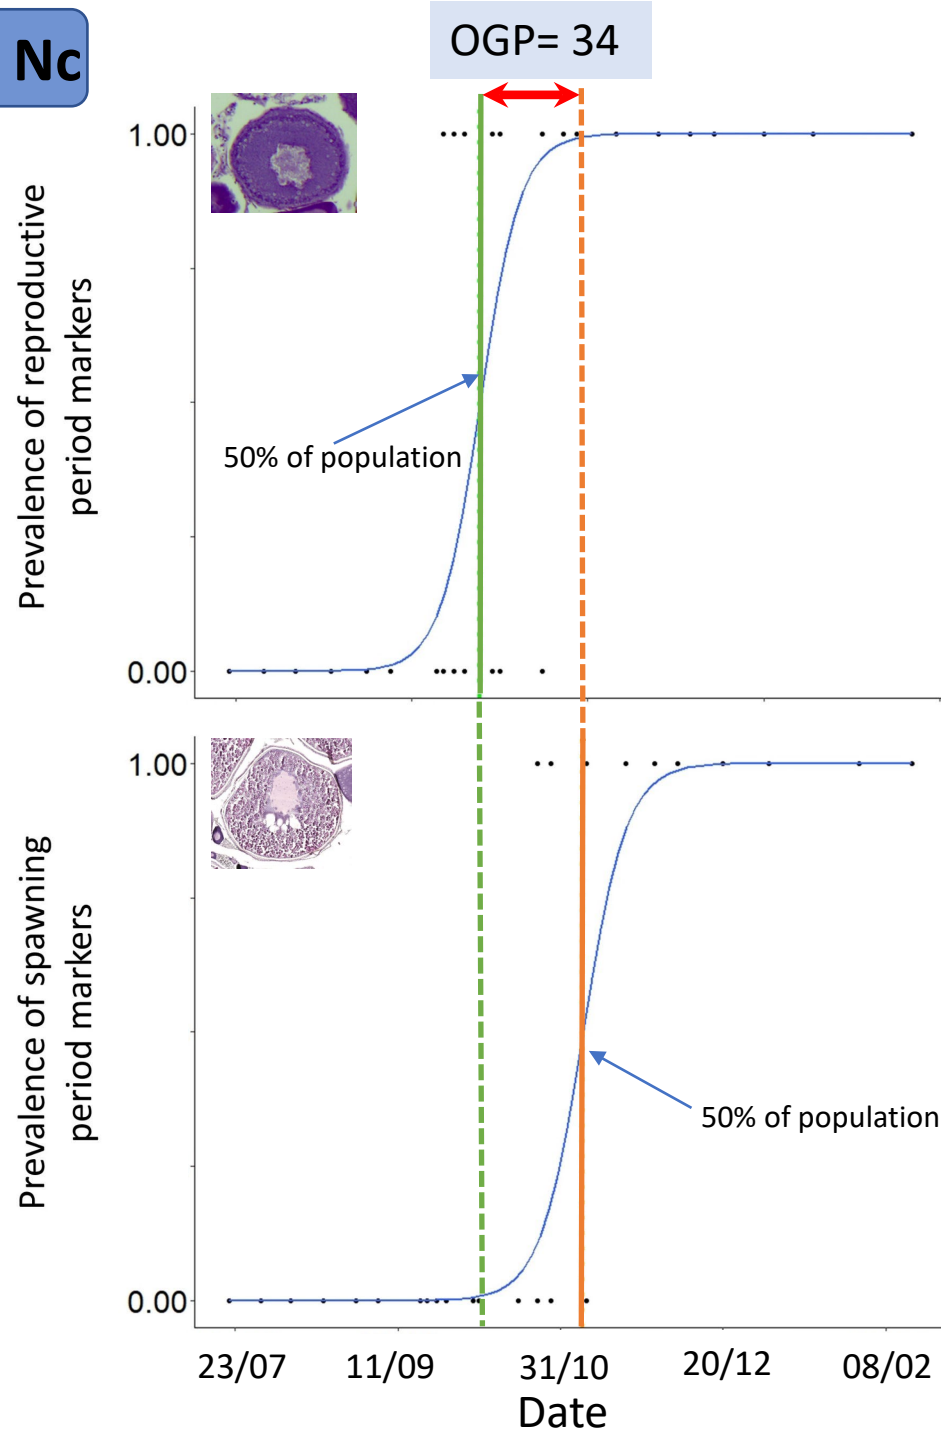 Nc
OGP= 34
Prevalence of reproductive
period markers
1.00
50% of population
0.00
Prevalence of spawning
period markers
1.00
50% of population
0.00
23/07 11/09 31/10 20/12 08/02
Date